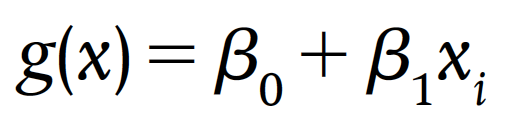 g(x) = β₀ + β₁xᵢ